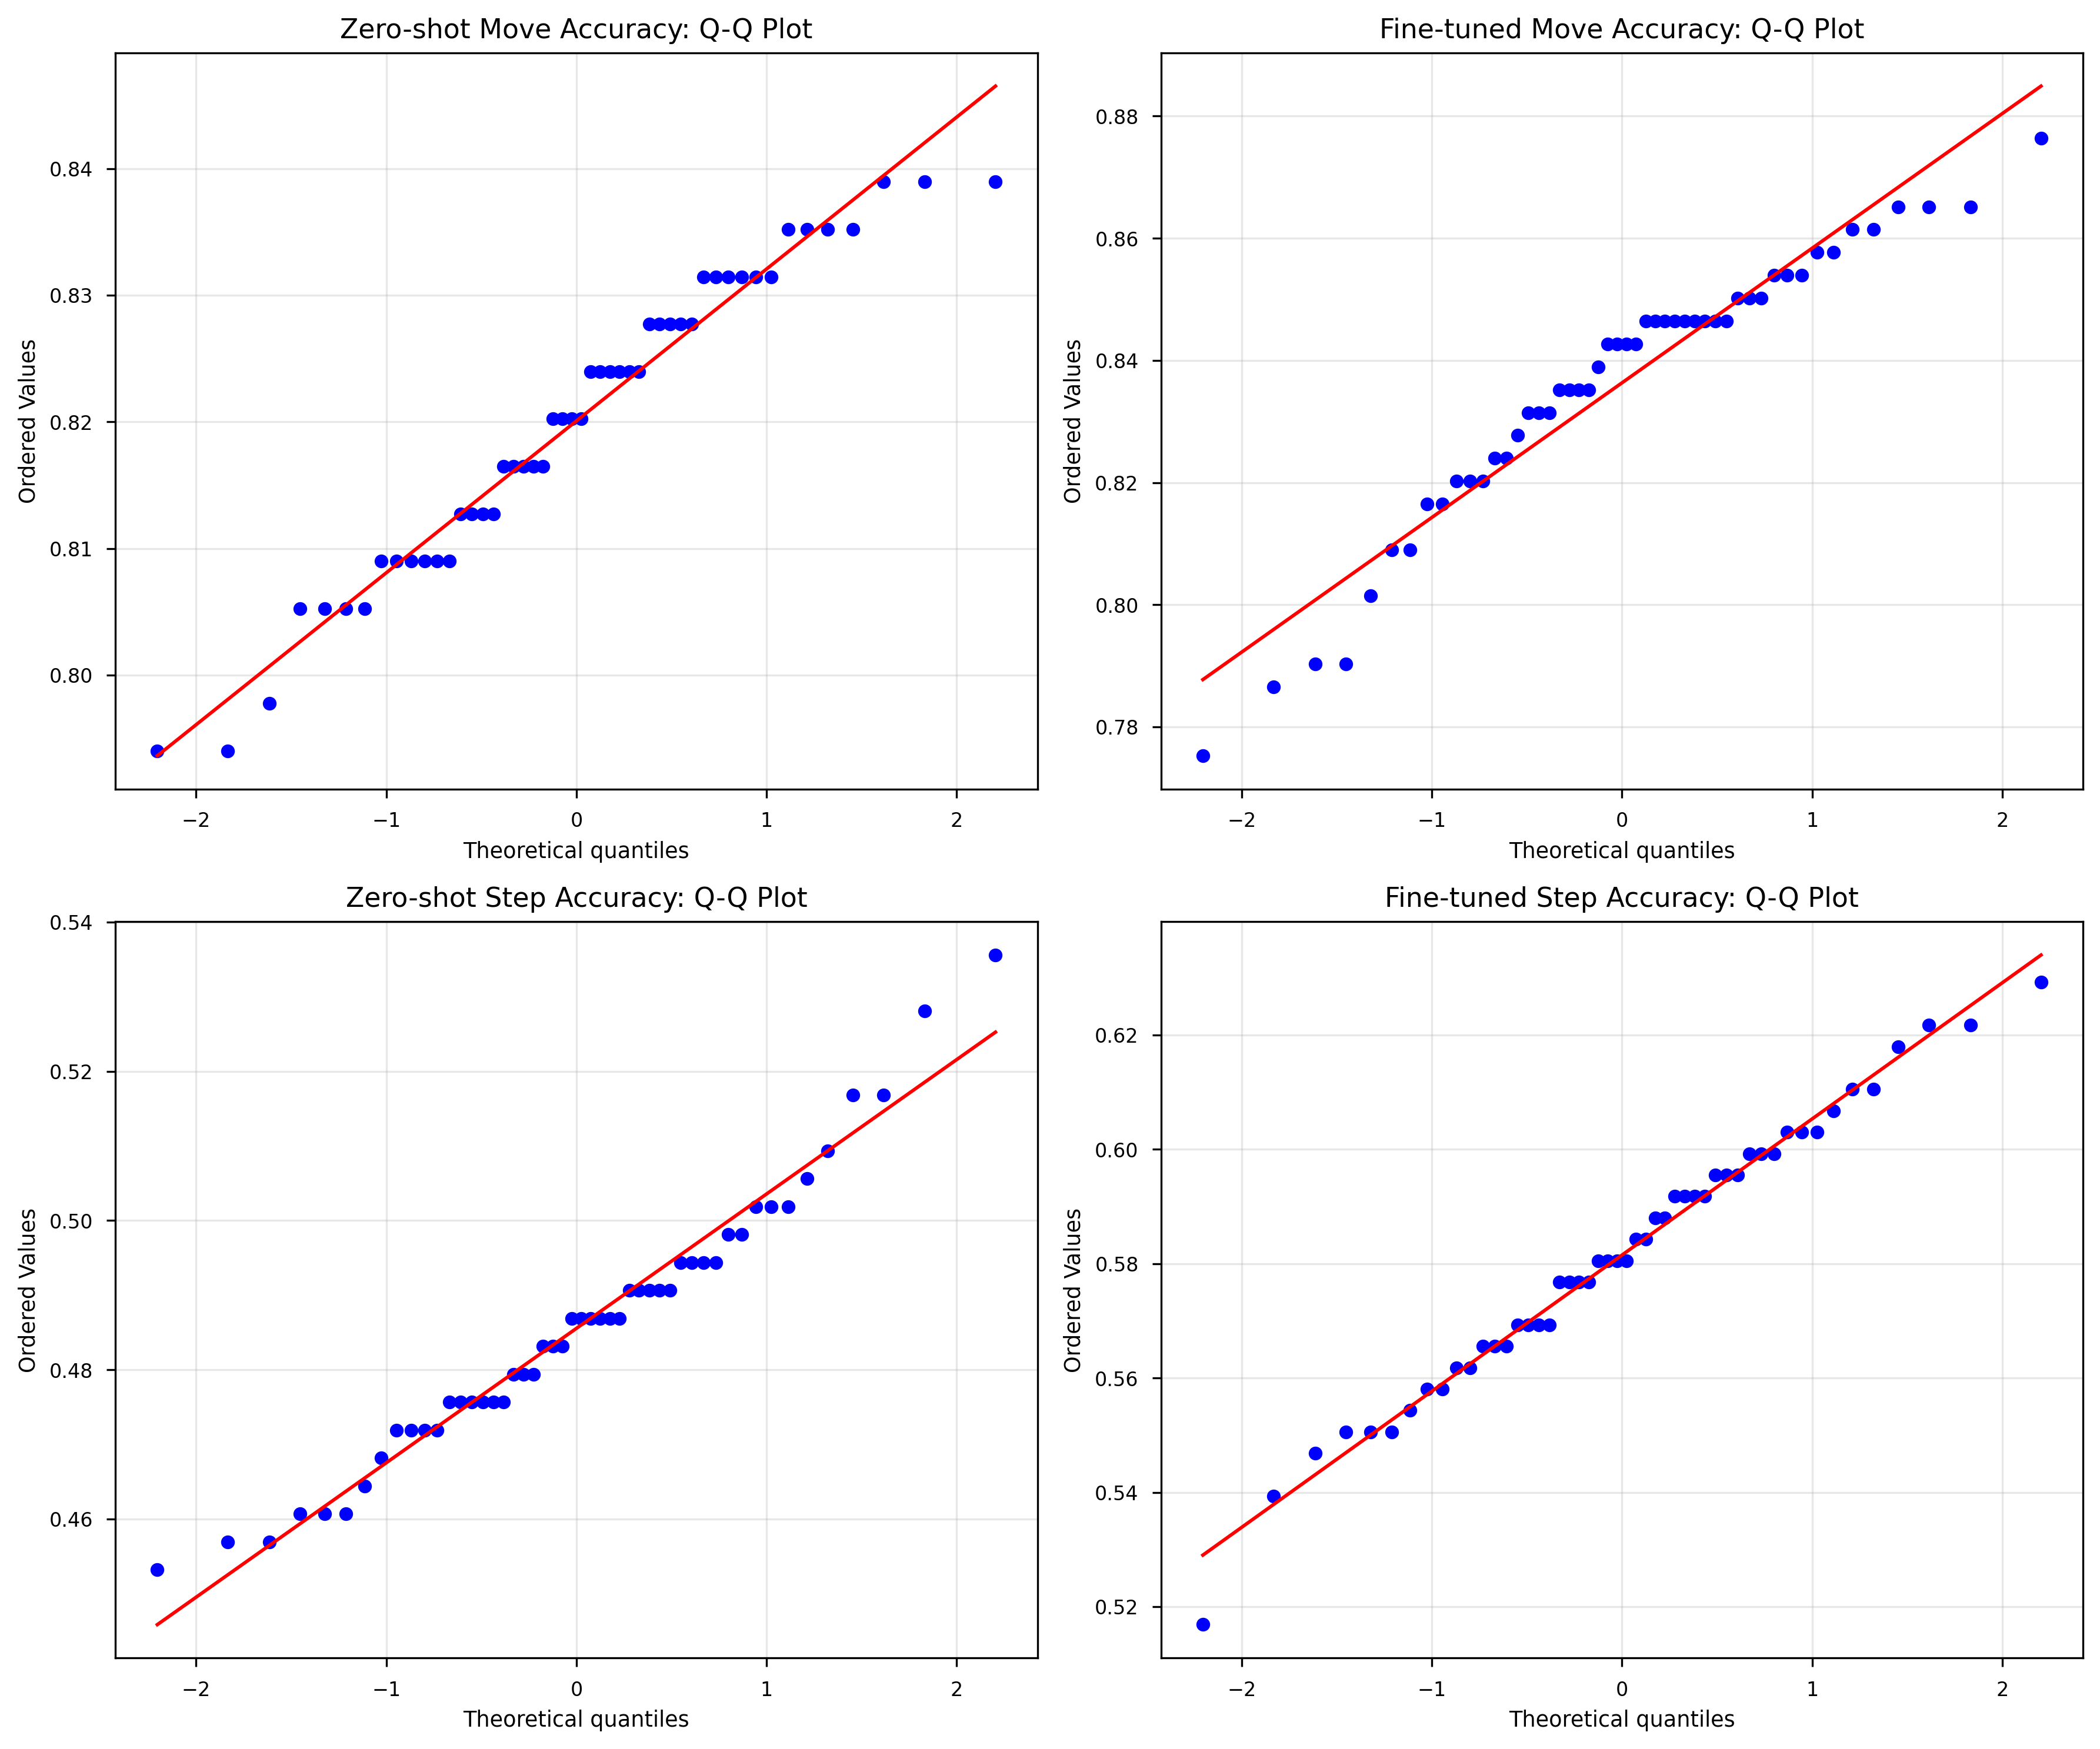 Zero-shot Move Accuracy: Q-Q Plot
Ordered Values
0.84
0.83
0.82
0.81
0.80
−2 −1 0 1 2
Theoretical quantiles
Fine-tuned Move Accuracy: Q-Q Plot
Ordered Values
0.88
0.86
0.84
0.82
0.80
0.78
−2 −1 0 1 2
Theoretical quantiles
Zero-shot Step Accuracy: Q-Q Plot
Ordered Values
0.54
0.52
0.50
0.48
0.46
−2 −1 0 1 2
Theoretical quantiles
Fine-tuned Step Accuracy: Q-Q Plot
Ordered Values
0.62
0.60
0.58
0.56
0.54
0.52
−2 −1 0 1 2
Theoretical quantiles